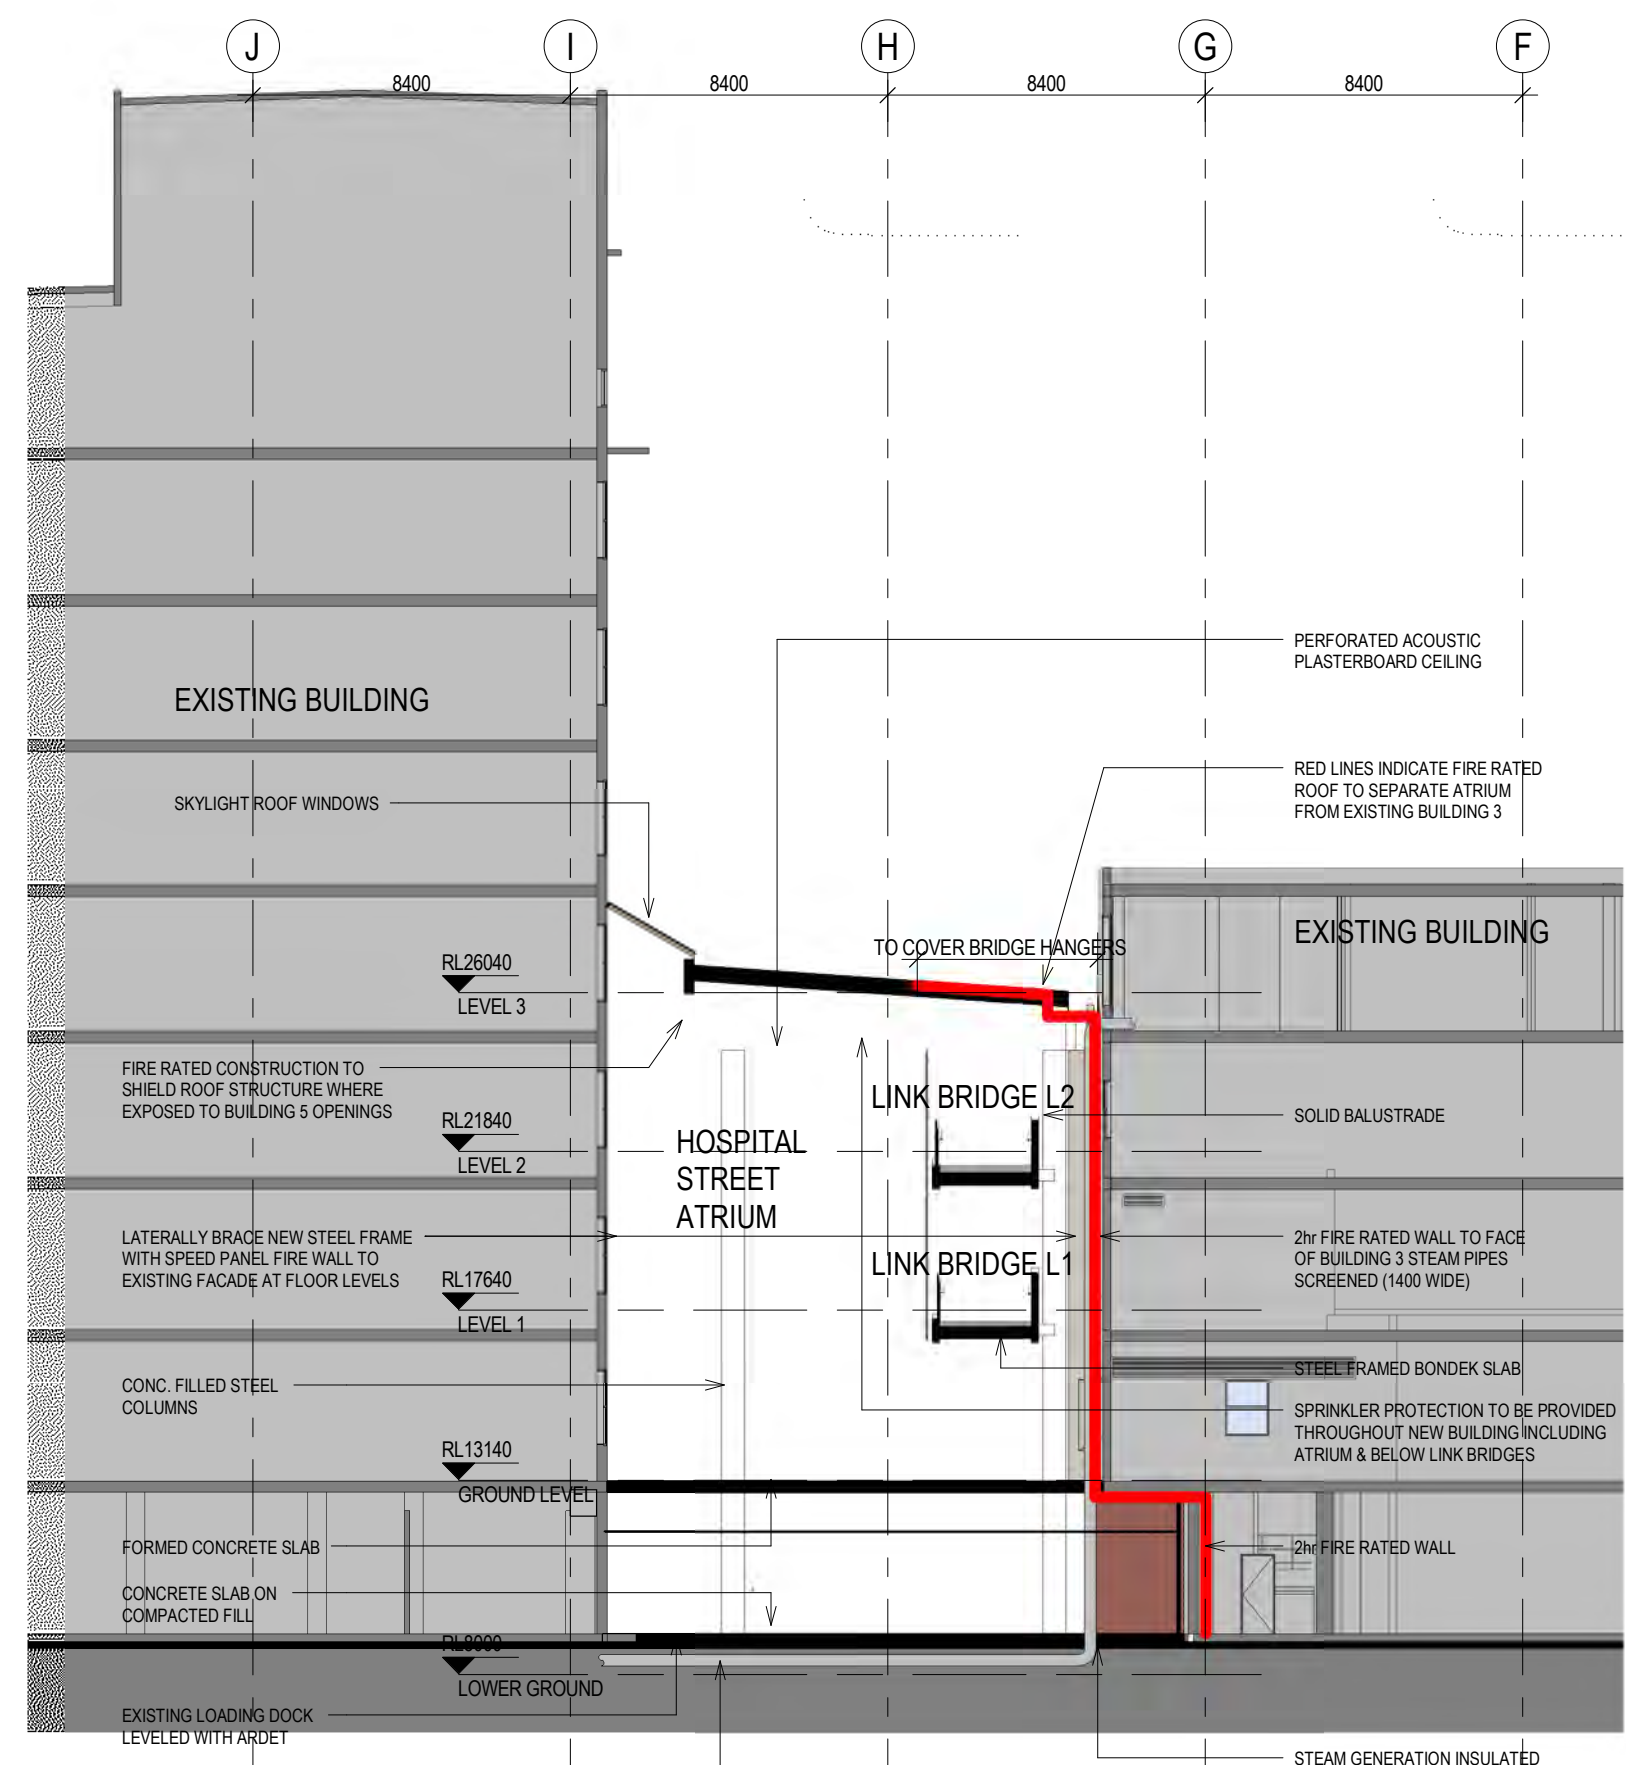 J I H G F
8400 8400 8400 8400
PERFORATED ACOUSTIC
PLASTERBOARD CEILING
EXISTING BUILDING
RED LINES INDICATE FIRE RATED
ROOF TO SEPARATE ATRIUM
FROM EXISTING BUILDING 3
SKYLIGHT ROOF WINDOWS
EXISTING BUILDING
TO COVER BRIDGE HANGERS
RL26040
LEVEL 3
FIRE RATED CONSTRUCTION TO
SHIELD ROOF STRUCTURE WHERE
EXPOSED TO BUILDING 5 OPENINGS
LINK BRIDGE L2
SOLID BALUSTRADE
RL21840
LEVEL 2
HOSPITAL
STREET
ATRIUM
LATERALLY BRACE NEW STEEL FRAME
WITH SPEED PANEL FIRE WALL TO
EXISTING FACADE AT FLOOR LEVELS
2hr FIRE RATED WALL TO FACE
OF BUILDING 3 STEAM PIPES
SCREENED (1400 WIDE)
LINK BRIDGE L1
RL17640
LEVEL 1
STEEL FRAMED BONDEK SLAB
CONC. FILLED STEEL
COLUMNS
SPRINKLER PROTECTION TO BE PROVIDED
THROUGHOUT NEW BUILDING INCLUDING
ATRIUM & BELOW LINK BRIDGES
RL13140
GROUND LEVEL
FORMED CONCRETE SLAB
2hr FIRE RATED WALL
CONCRETE SLAB ON
COMPACTED FILL
RL8000
LOWER GROUND
EXISTING LOADING DOCK
LEVELED WITH ARDET
STEAM GENERATION INSULATED